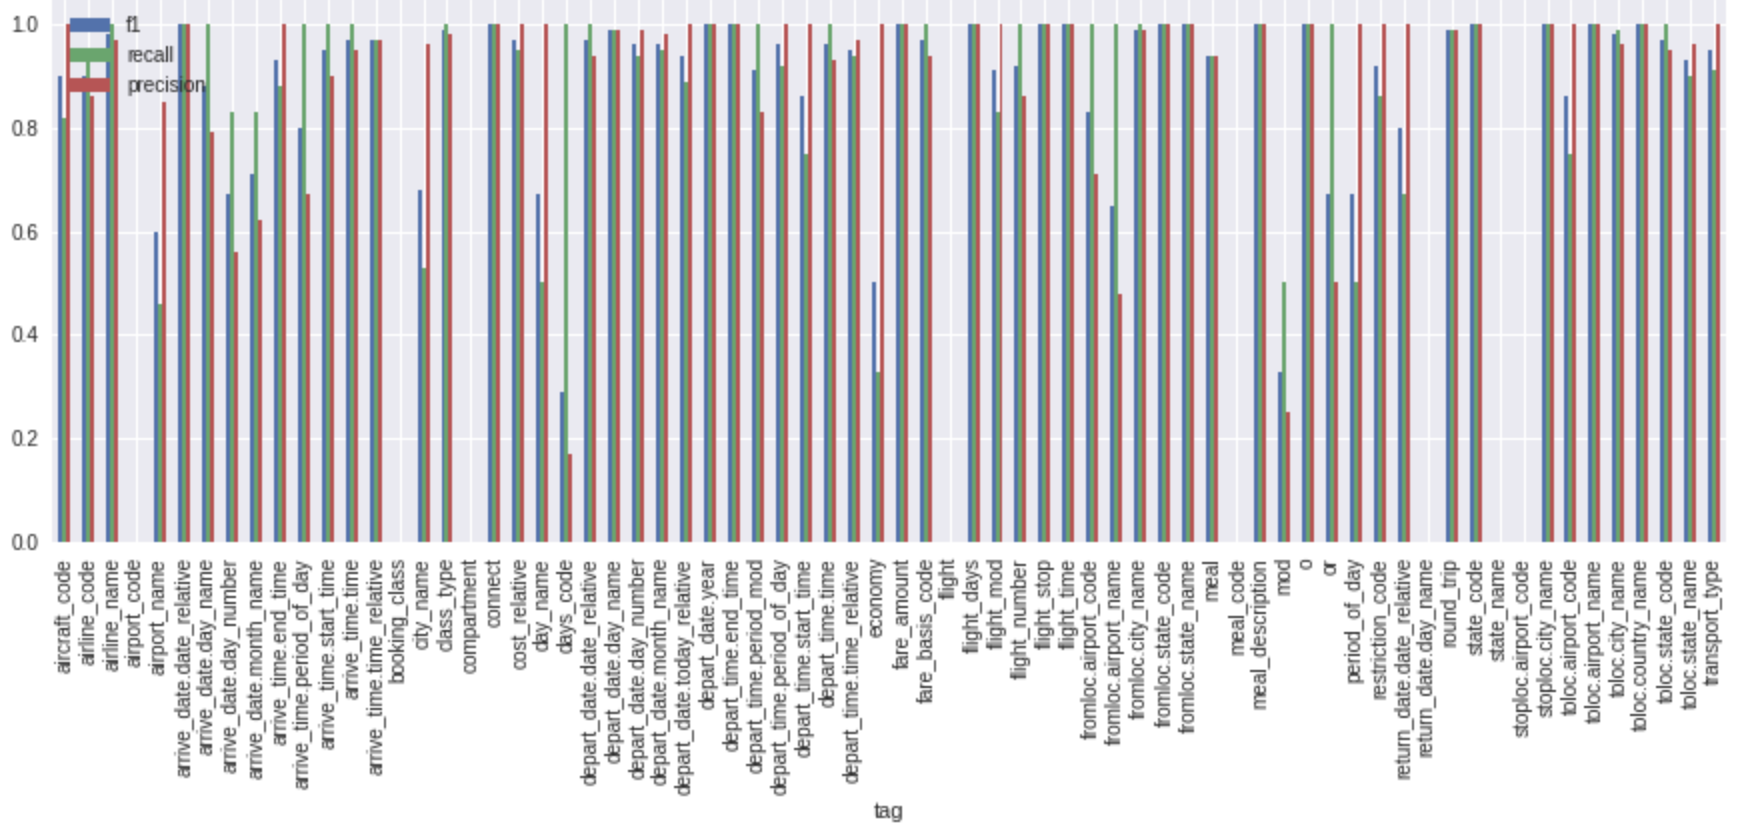 1.0
0.8
0.6
0.4
0.2
0.0
f1
recall
precision
aircraft_code
airline_code
airline_name
airport_code
airport_name
arrive_date.date_relative
arrive_date.day_name
arrive_date.day_number
arrive_date.month_name
arrive_time.end_time
arrive_time.period_of_day
arrive_time.start_time
arrive_time.time
arrive_time.time_relative
booking_class
city_name
class_type
compartment
connect
cost_relative
day_name
days_code
depart_date.date_relative
depart_date.day_name
depart_date.day_number
depart_date.month_name
depart_date.today_relative
depart_date.year
depart_time.end_time
depart_time.period_mod
depart_time.period_of_day
depart_time.start_time
depart_time.time
depart_time.time_relative
economy
fare_amount
fare_basis_code
flight
flight_days
flight_mod
flight_number
flight_stop
flight_time
fromloc.airport_code
fromloc.airport_name
fromloc.city_name
fromloc.state_code
fromloc.state_name
meal
meal_code
meal_description
mod
o
or
period_of_day
restriction_code
return_date.date_relative
return_date.day_name
round_trip
state_code
state_name
stoploc.airport_code
stoploc.city_name
toloc.airport_code
toloc.airport_name
toloc.city_name
toloc.country_name
toloc.state_code
toloc.state_name
transport_type
tag